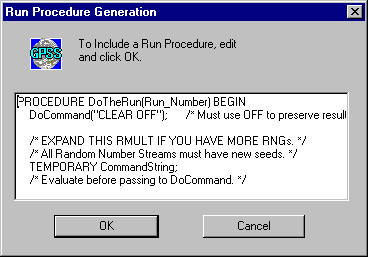 Run Procedure Generation
GPSS
To Include a Run Procedure, edit
and click OK.
PROCEDURE DoTheRun(Run_Number) BEGIN
DoCommand("CLEAR OFF"); /* Must use OFF to preserve result
/* EXPAND THIS RMULT IF YOU HAVE MORE RNGs. */
/* All Random Number Streams must have new seeds. */
TEMPORARY CommandString;
/* Evaluate before passing to DoCommand. */
OK
Cancel